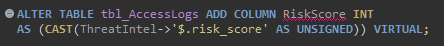 ALTER TABLE tbl_AccessLogs ADD COLUMN RiskScore INT
AS (CAST(ThreatIntel->'$.risk_score' AS UNSIGNED)) VIRTUAL;